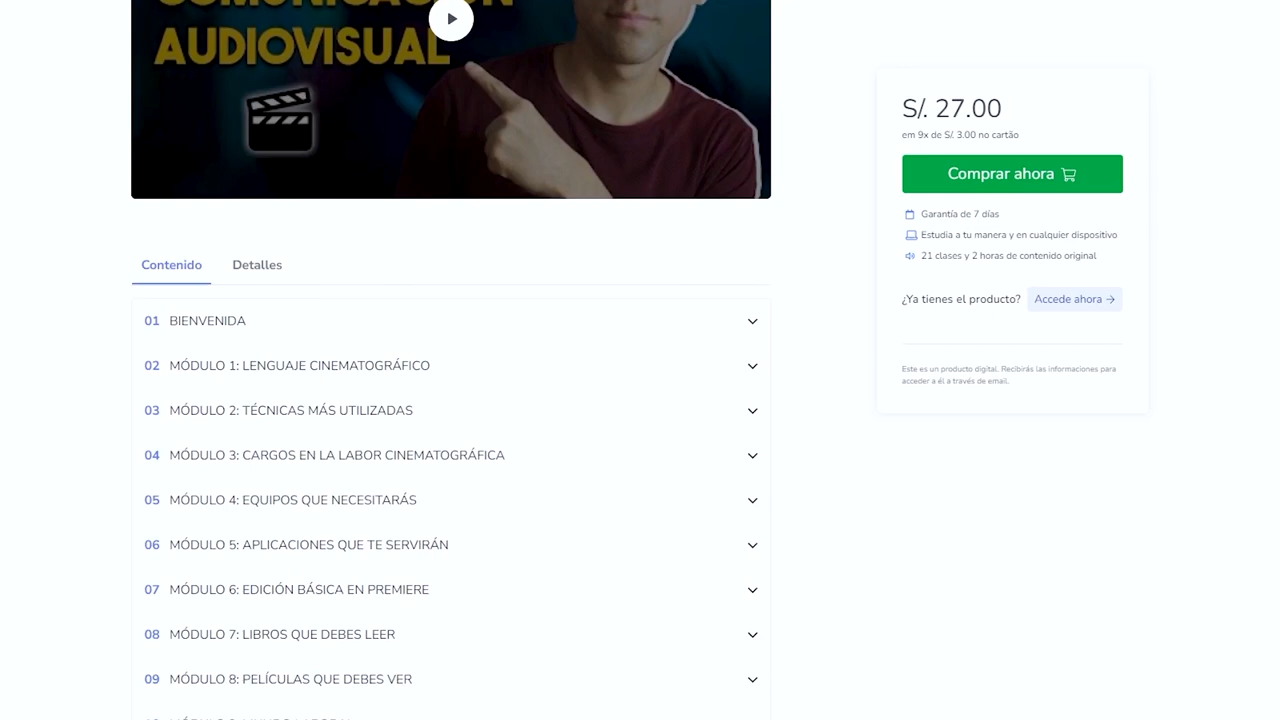 AUDIOVISUAL
S/. 27.00
em 9x de S/. 3.00 no cartão
Comprar ahora
Garantía de 7 días
Estudia a tu manera y en cualquier dispositivo
21 clases y 2 horas de contenido original
¿Ya tienes el producto? Accede ahora →
Este es un producto digital. Recibirás las informaciones para
acceder a él a través de email.
Contenido Detalles
01 BIENVENIDA
02 MÓDULO 1: LENGUAJE CINEMATOGRÁFICO
03 MÓDULO 2: TÉCNICAS MÁS UTILIZADAS
04 MÓDULO 3: CARGOS EN LA LABOR CINEMATOGRÁFICA
05 MÓDULO 4: EQUIPOS QUE NECESITARÁS
06 MÓDULO 5: APLICACIONES QUE TE SERVIRÁN
07 MÓDULO 6: EDICIÓN BÁSICA EN PREMIERE
08 MÓDULO 7: LIBROS QUE DEBES LEER
09 MÓDULO 8: PELÍCULAS QUE DEBES VER